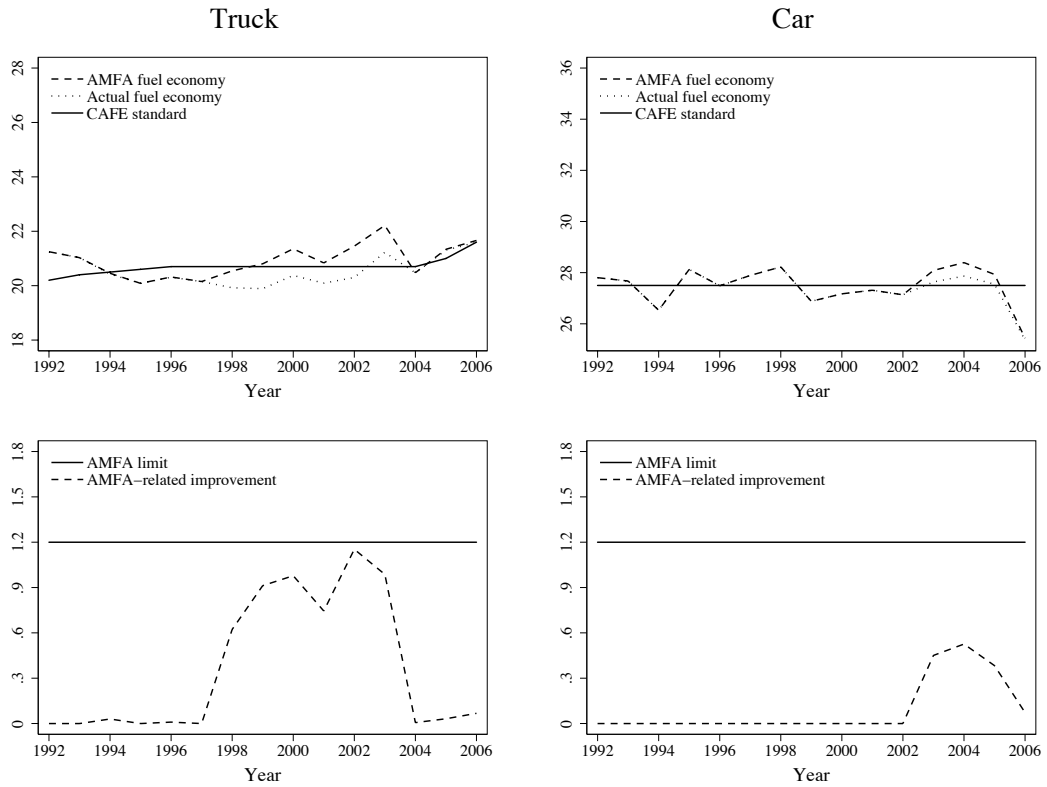 Truck
AMFA fuel economy
Actual fuel economy
CAFE standard
28
26
24
22
20
18
1992 1994 1996 1998 2000 2002 2004 2006
Year
Car
AMFA fuel economy
Actual fuel economy
CAFE standard
36
34
32
30
28
26
1992 1994 1996 1998 2000 2002 2004 2006
Year
AMFA limit
AMFA−related improvement
1.8
1.5
1.2
.9
.6
.3
0
1992 1994 1996 1998 2000 2002 2004 2006
Year
AMFA limit
AMFA−related improvement
1.8
1.5
1.2
.9
.6
.3
0
1992 1994 1996 1998 2000 2002 2004 2006
Year